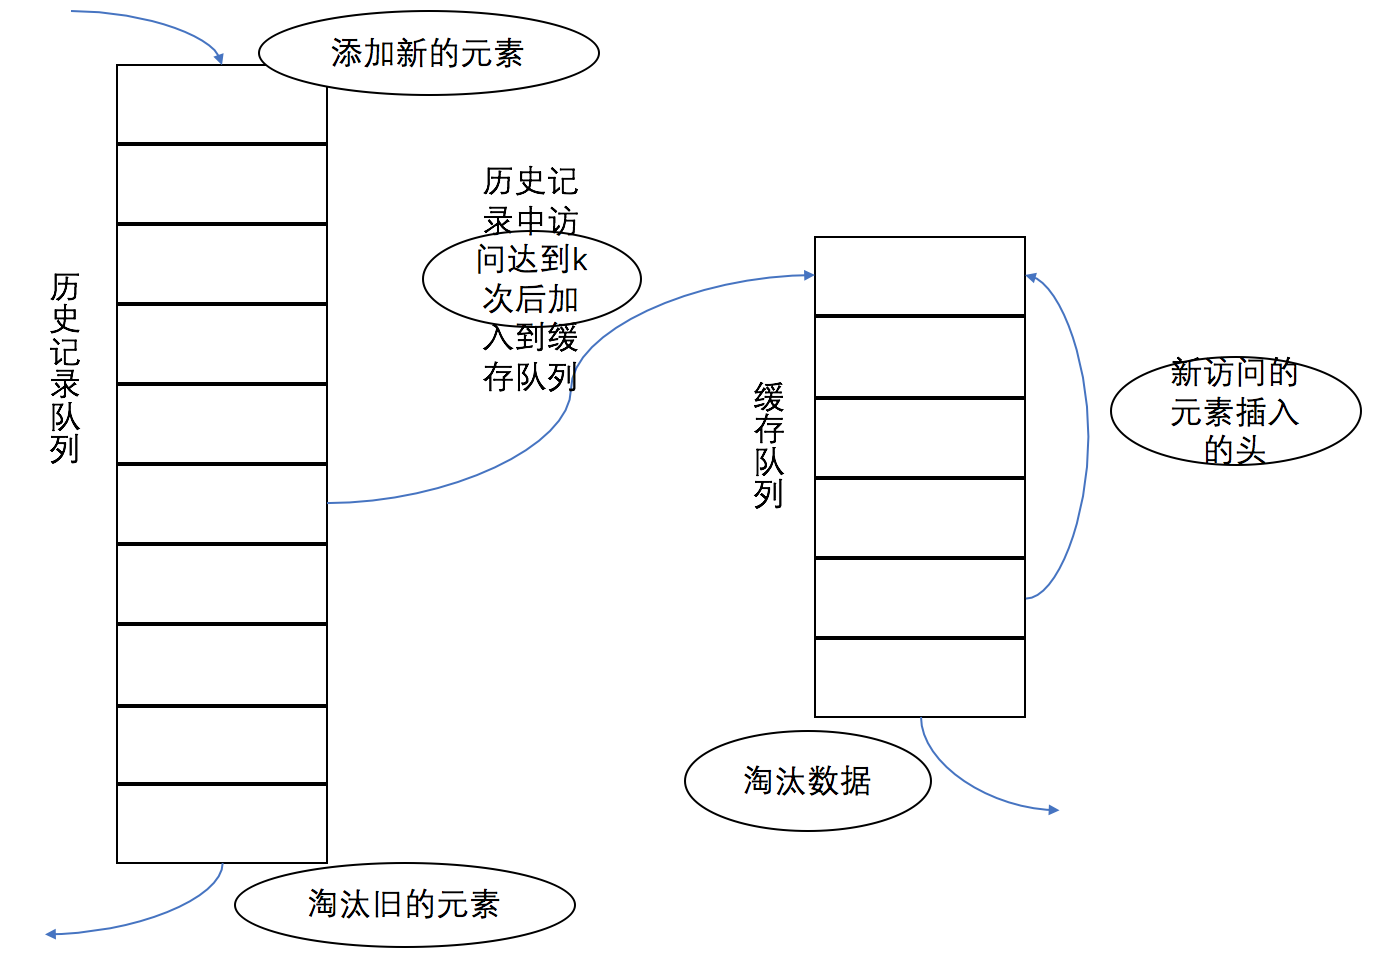 添加新的元素
历史记
录中访
问达到k
次后加
入到缓
存队列
历
史
记
录
队
列
新访问的
元素插入
的头
缓
存
队
列
淘汰数据
淘汰旧的元素